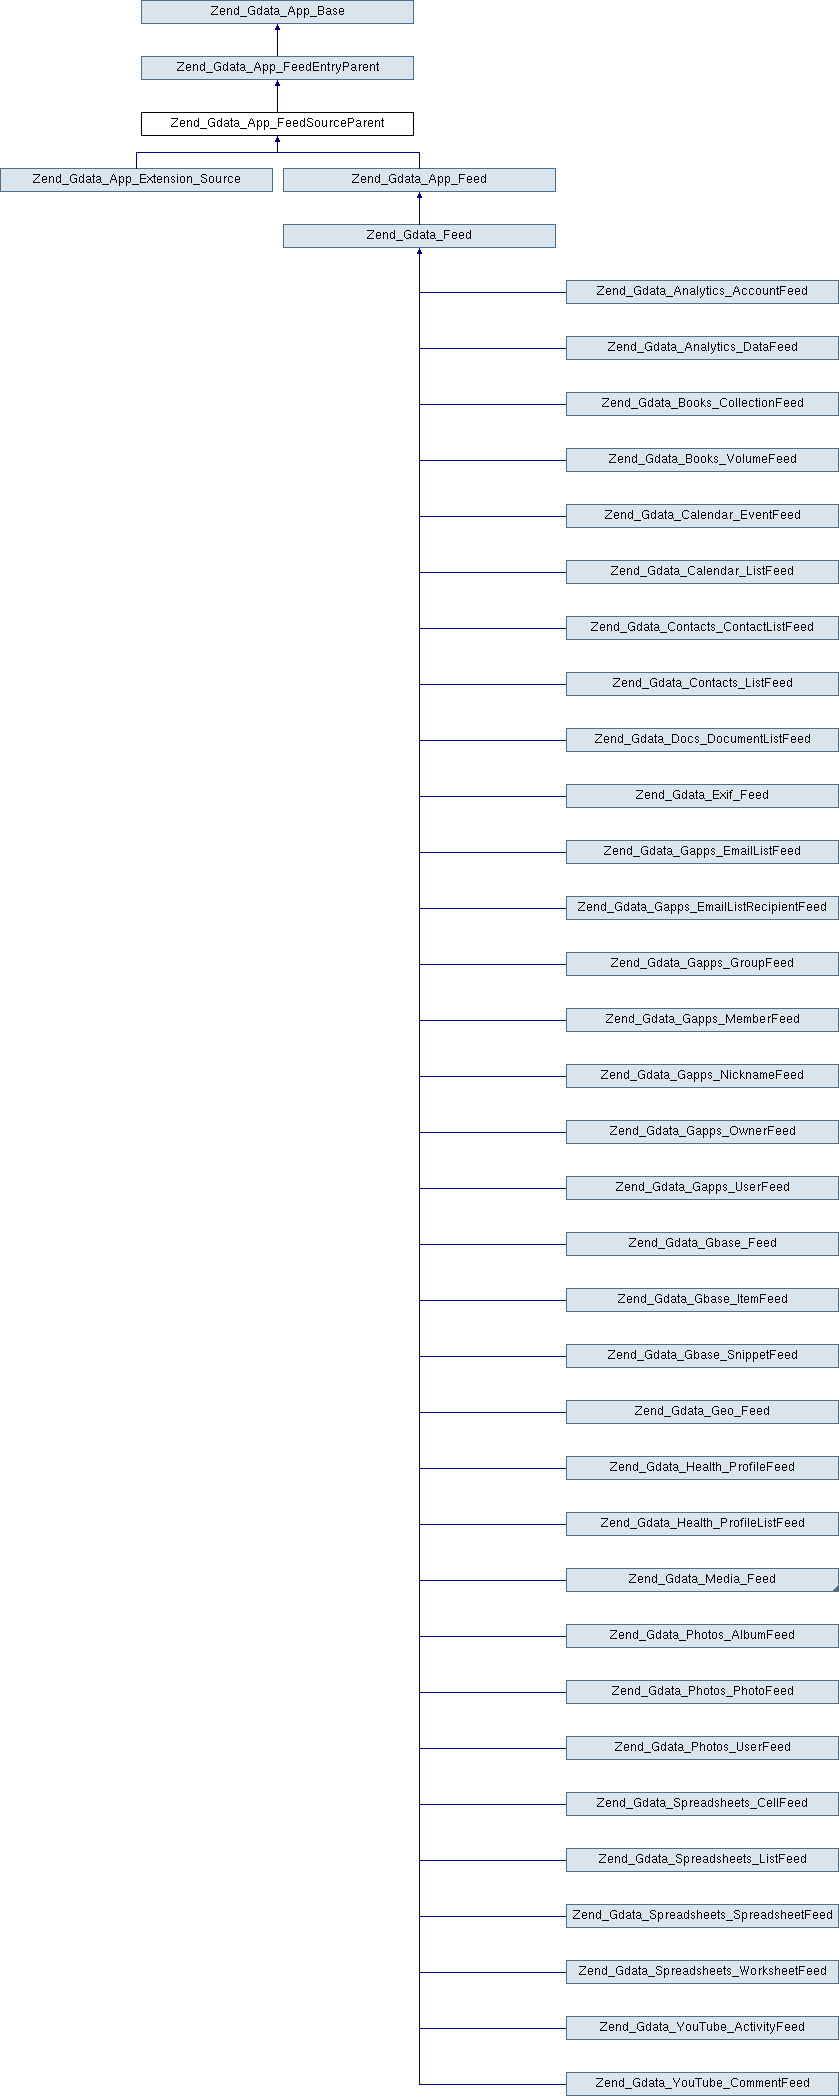 Zend_Gdata_App_Base
Zend_Gdata_App_FeedEntryParent
Zend_Gdata_App_FeedSourceParent
Zend_Gdata_App_Extension_Source
Zend_Gdata_App_Feed
Zend_Gdata_Feed
Zend_Gdata_Analytics_AccountFeed
Zend_Gdata_Analytics_DataFeed
Zend_Gdata_Books_CollectionFeed
Zend_Gdata_Books_VolumeFeed
Zend_Gdata_Calendar_EventFeed
Zend_Gdata_Calendar_ListFeed
Zend_Gdata_Contacts_ContactListFeed
Zend_Gdata_Contacts_ListFeed
Zend_Gdata_Docs_DocumentListFeed
Zend_Gdata_Exif_Feed
Zend_Gdata_Gapps_EmailListFeed
Zend_Gdata_Gapps_EmailListRecipientFeed
Zend_Gdata_Gapps_GroupFeed
Zend_Gdata_Gapps_MemberFeed
Zend_Gdata_Gapps_NicknameFeed
Zend_Gdata_Gapps_OwnerFeed
Zend_Gdata_Gapps_UserFeed
Zend_Gdata_Gbase_Feed
Zend_Gdata_Gbase_ItemFeed
Zend_Gdata_Gbase_SnippetFeed
Zend_Gdata_Geo_Feed
Zend_Gdata_Health_ProfileFeed
Zend_Gdata_Health_ProfileListFeed
Zend_Gdata_Media_Feed
Zend_Gdata_Photos_AlbumFeed
Zend_Gdata_Photos_PhotoFeed
Zend_Gdata_Photos_UserFeed
Zend_Gdata_Spreadsheets_CellFeed
Zend_Gdata_Spreadsheets_ListFeed
Zend_Gdata_Spreadsheets_SpreadsheetFeed
Zend_Gdata_Spreadsheets_WorksheetFeed
Zend_Gdata_YouTube_ActivityFeed
Zend_Gdata_YouTube_CommentFeed